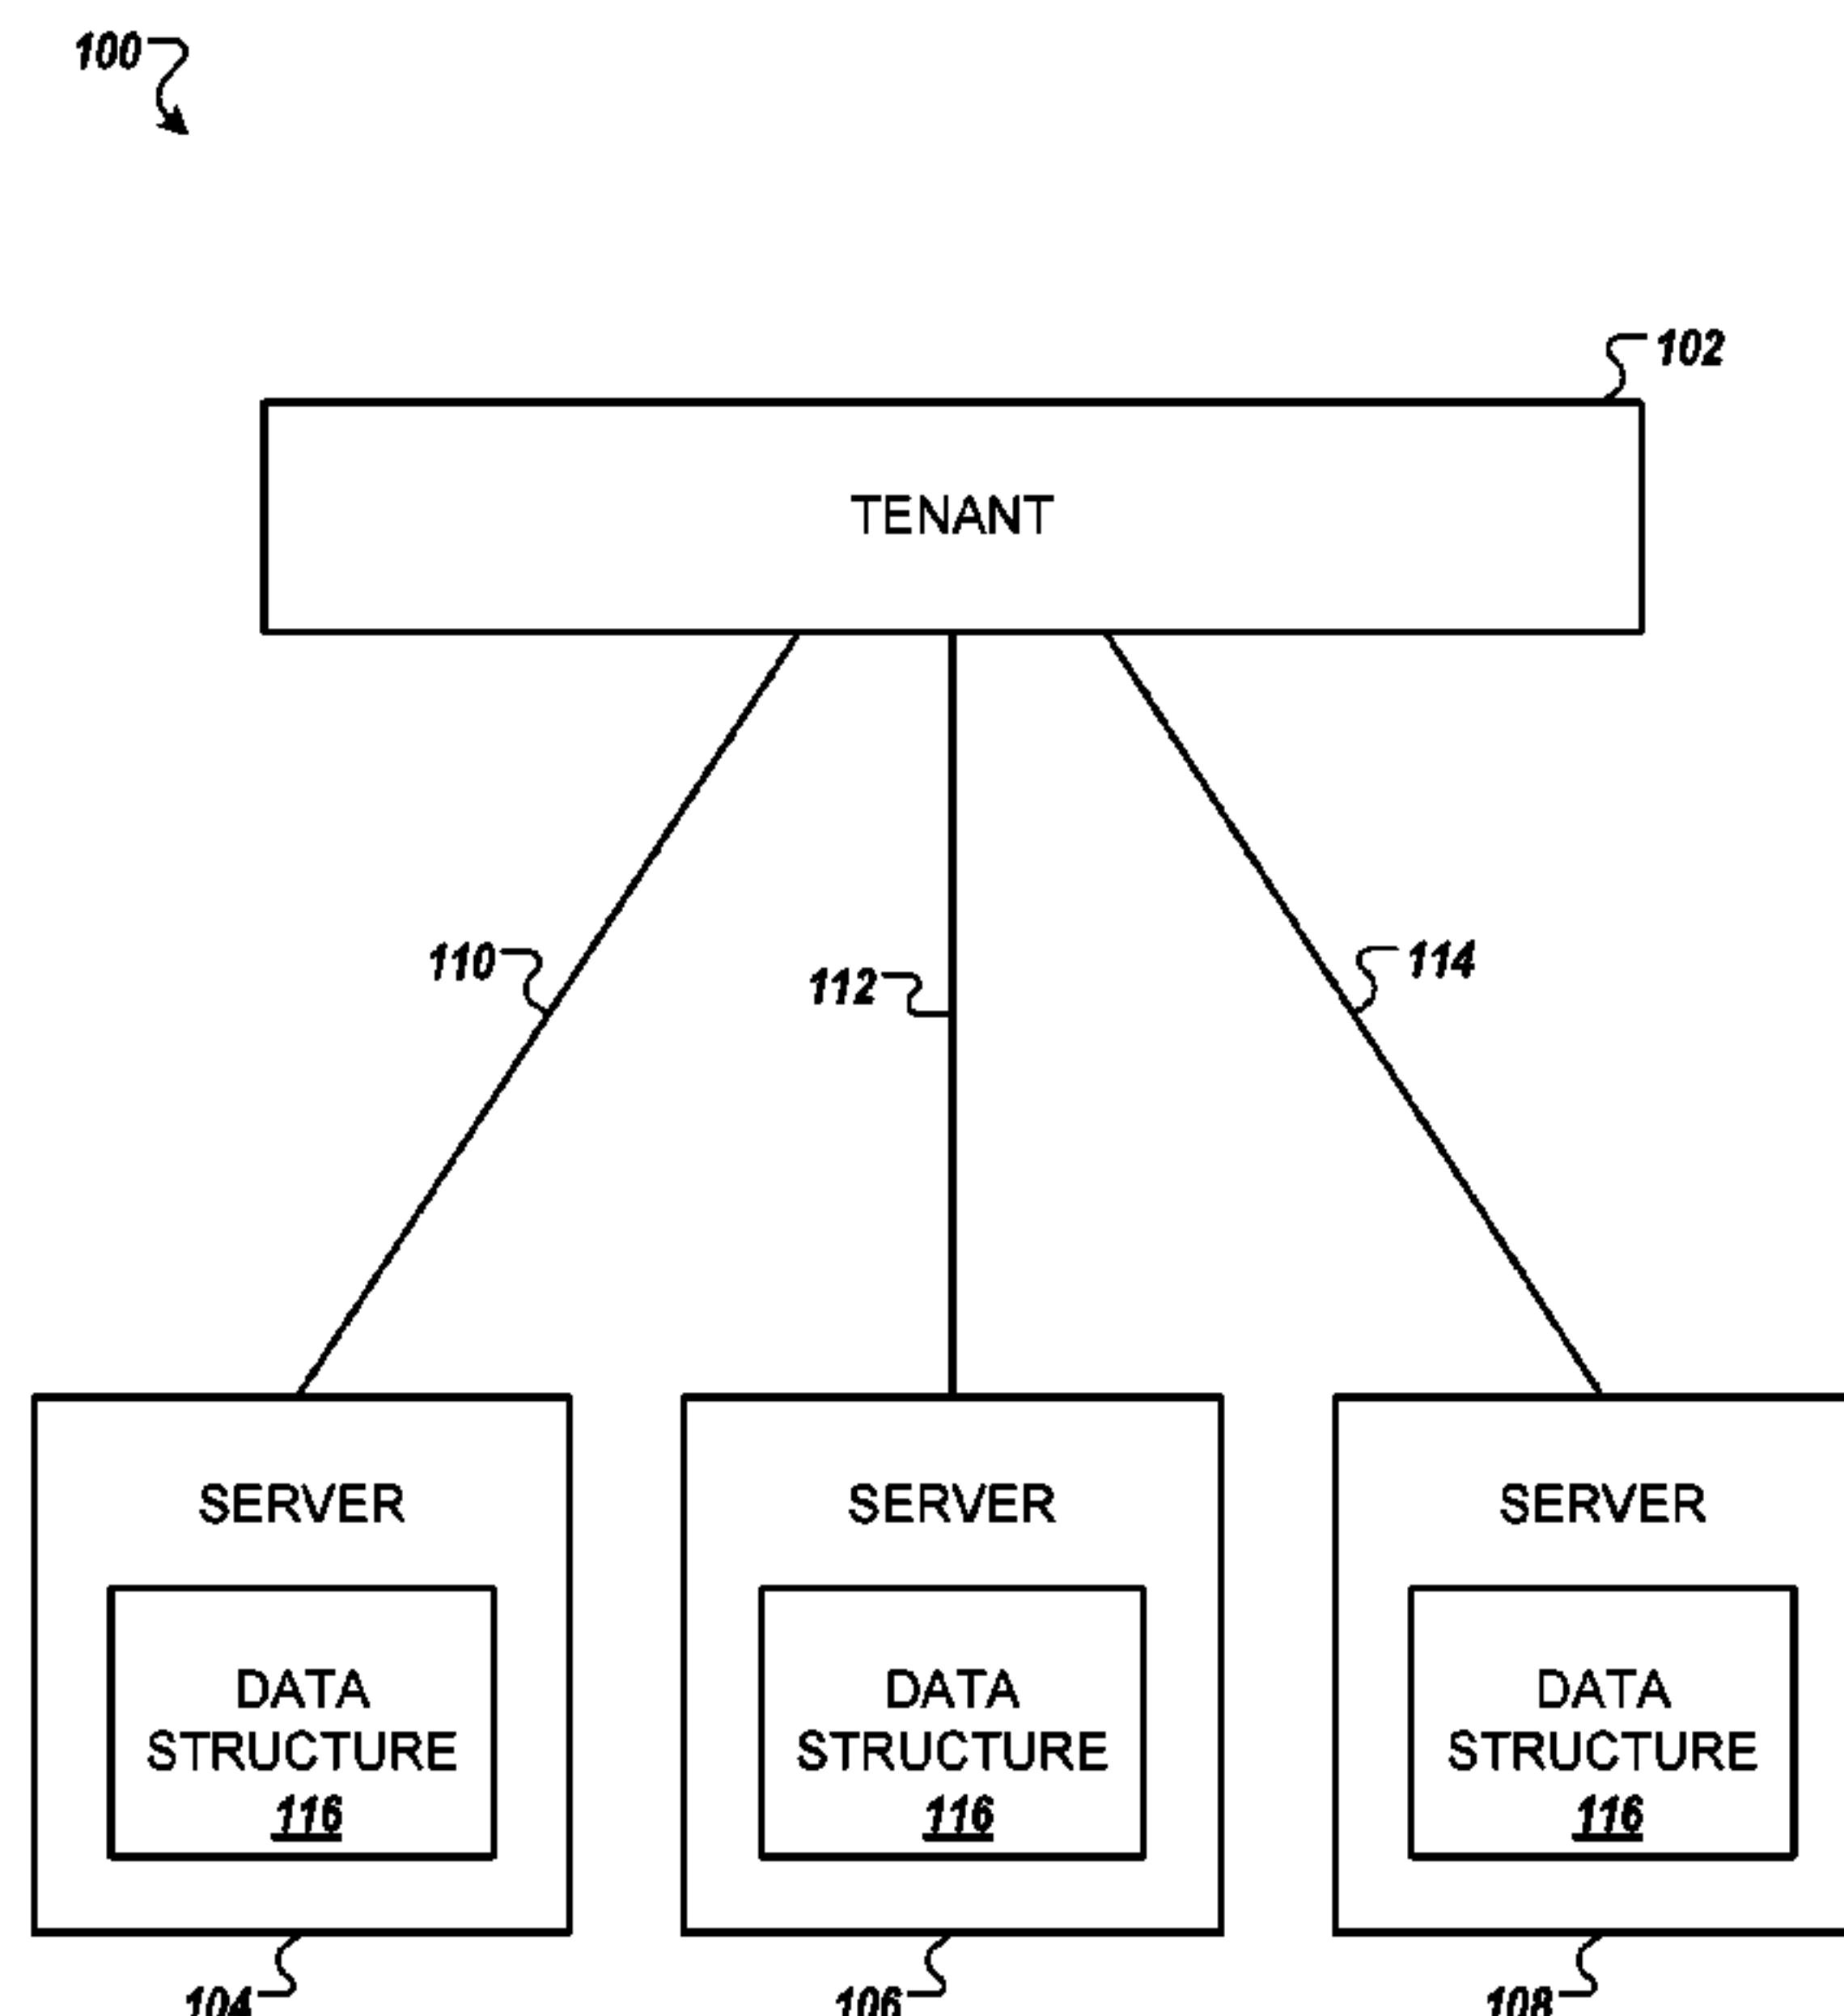 100
102
TENANT
110
112
114
SERVER
SERVER
SERVER
DATA
STRUCTURE
116
DATA
STRUCTURE
116
DATA
STRUCTURE
116
104
106
108